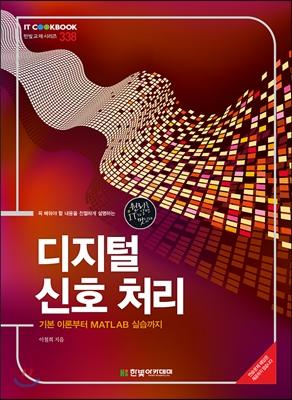 IT COOKBOOK
한빛 교재 시리즈
338
꼭 배워야 할 내용을 친절하게 설명하는
디지털
신호 처리
기본 이론부터 MATLAB 실습까지
이철희 지음
한빛아카데미